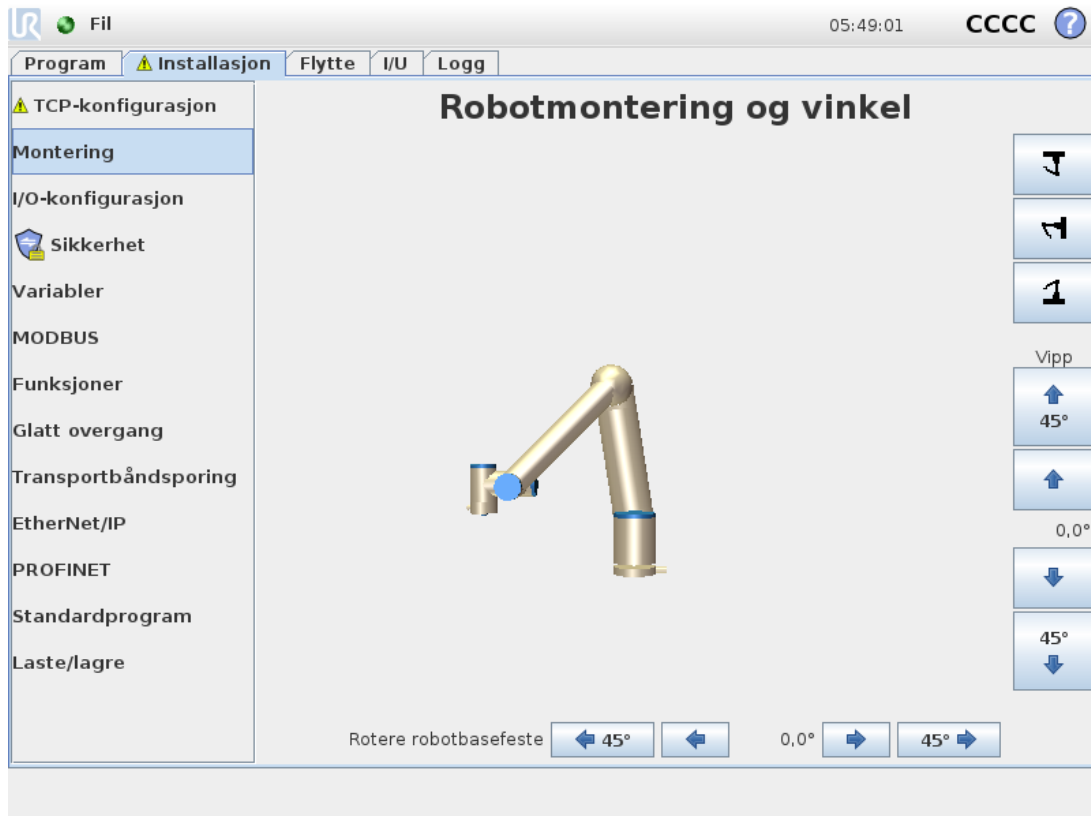 UR Fil 05:49:01 CCCC ?
Program Installasjon Flytte I/U Logg
TCP-konfigurasjon
Montering
I/O-konfigurasjon
Sikkerhet
Variabler
MODBUS
Funksjoner
Glatt overgang
Transportbåndsporing
EtherNet/IP
PROFINET
Standardprogram
Laste/lagre
Robotmontering og vinkel
Vipp
45°
0,0°
45°
Rotere robotbasefeste 45° 0,0° 45°